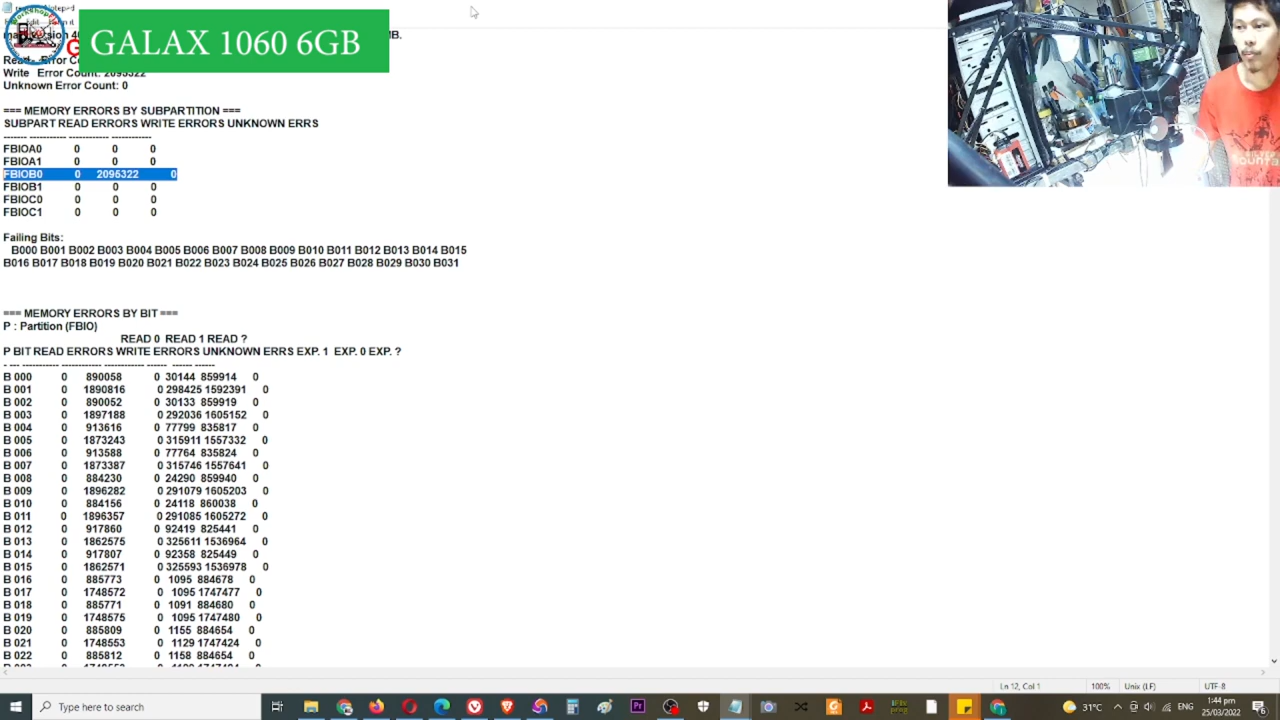 Notepad
Edit
GALAX 1060 6GB
MB.
Write Error Count: 2095322
Unknown Error Count: 0
=== MEMORY ERRORS BY SUBPARTITION ===
SUBPART READ ERRORS WRITE ERRORS UNKNOWN ERRS
------- ----------- ------------ ------------
FBIOA0 0 0 0
FBIOA1 0 0 0
FBIOB0 0 2095322 0
FBIOB1 0 0 0
FBIOC0 0 0 0
FBIOC1 0 0 0
Failing Bits:
B000 B001 B002 B003 B004 B005 B006 B007 B008 B009 B010 B011 B012 B013 B014 B015
B016 B017 B018 B019 B020 B021 B022 B023 B024 B025 B026 B027 B028 B029 B030 B031
=== MEMORY ERRORS BY BIT ===
P : Partition (FBIO)
READ 0 READ 1 READ ?
P BIT READ ERRORS WRITE ERRORS UNKNOWN ERRS EXP. 1 EXP. 0 EXP. ?
- --- ----------- ------------ ------------ ------ ------ ------
B 000 0 890058 0 30144 859914 0
B 001 0 1890816 0 298425 1592391 0
B 002 0 890052 0 30133 859919 0
B 003 0 1897188 0 292036 1605152 0
B 004 0 913616 0 77799 835817 0
B 005 0 1873243 0 315911 1557332 0
B 006 0 913588 0 77764 835824 0
B 007 0 1873387 0 315746 1557641 0
B 008 0 884230 0 24290 859940 0
B 009 0 1896282 0 291079 1605203 0
B 010 0 884156 0 24118 860038 0
B 011 0 1896357 0 291085 1605272 0
B 012 0 917860 0 92419 825441 0
B 013 0 1862575 0 325611 1536964 0
B 014 0 917807 0 92358 825449 0
B 015 0 1862571 0 325593 1536978 0
B 016 0 885773 0 1095 884678 0
B 017 0 1748572 0 1095 1747477 0
B 018 0 885771 0 1091 884680 0
B 019 0 1748575 0 1095 1747480 0
B 020 0 885809 0 1155 884654 0
B 021 0 1748553 0 1129 1747424 0
B 022 0 885812 0 1158 884654 0
Ln 12, Col 1 100% Unix (LF) UTF-8
Type here to search
31°C
1:44 pm
25/03/2022
6